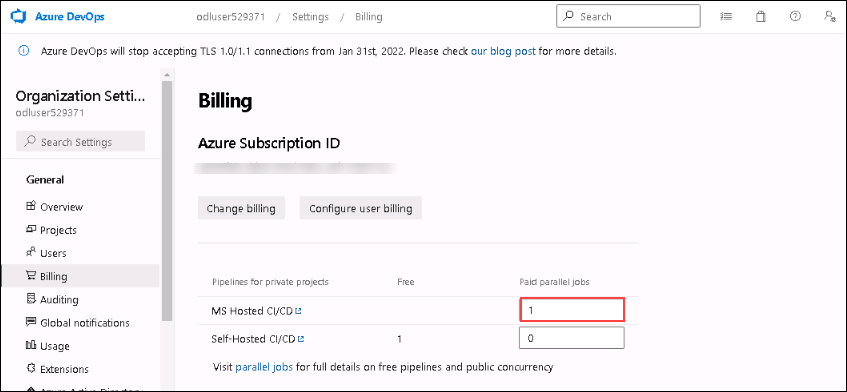 Azure DevOps odluser529371 / Settings / Billing Search
Azure DevOps will stop accepting TLS 1.0/1.1 connections from Jan 31st, 2022. Please check our blog post for more details.
Organization Setti...
odluser529371
Search Settings
General
Overview
Projects
Users
Billing
Auditing
Global notifications
Usage
Extensions
Azure Active Directory
Billing
Azure Subscription ID
Change billing Configure user billing
Pipelines for private projects Free Paid parallel jobs
MS Hosted CI/CD 1
Self-Hosted CI/CD 1 0
Visit parallel jobs for full details on free pipelines and public concurrency